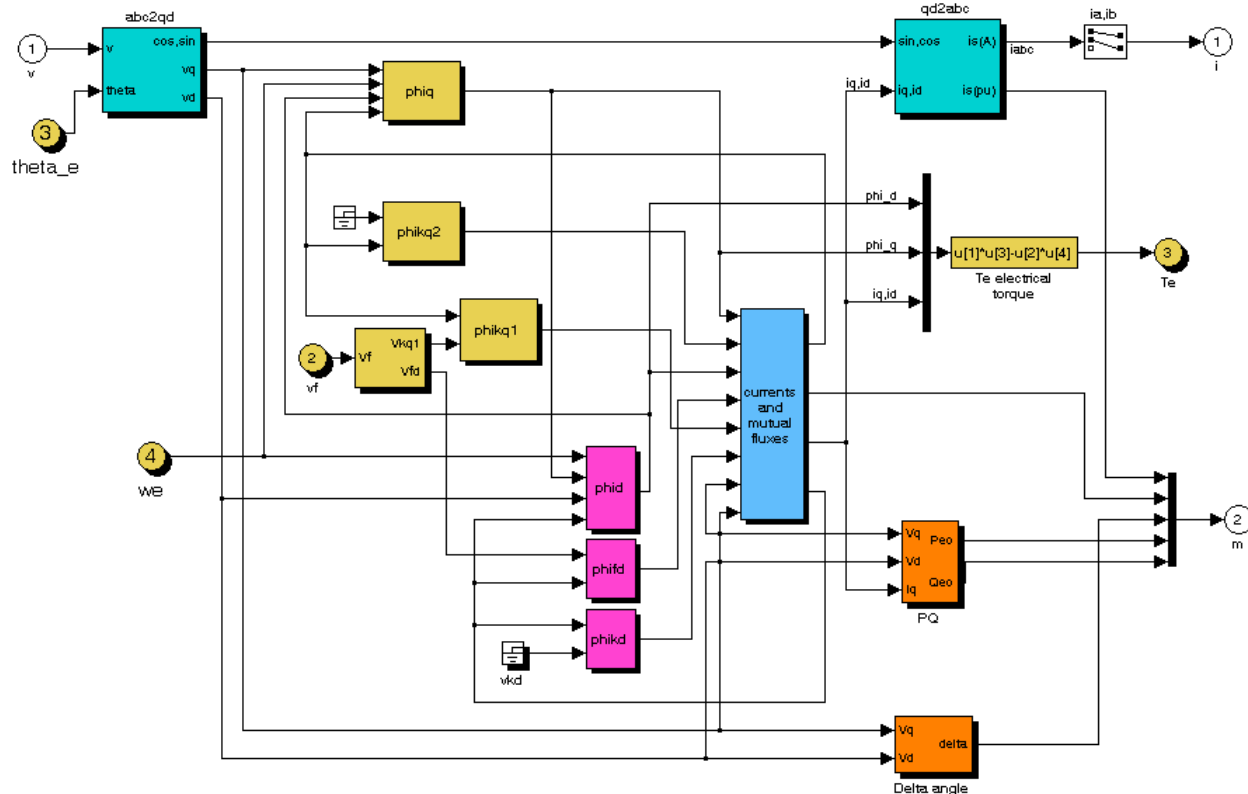 abc2qd
v
theta
cos,sin
vq
vd
1
v
3
theta_e
phiq
phikq2
phikq1
2
vf
Vf
Vkq1
Vfd
4
we
phid
phifd
phikd
vkd
currents
and
mutual
fluxes
qd2abc
sin,cos
is(A)
iq,id
is(pu)
iq,id
iabc
ia,ib
1
i
phi_d
phi_q
iq,id
u[1]*u[3]-u[2]*u[4]
Te electrical
torque
3
Te
Vq
Vd
Iq
Peo
Qeo
PQ
2
m
Vq
Vd
delta
Delta angle